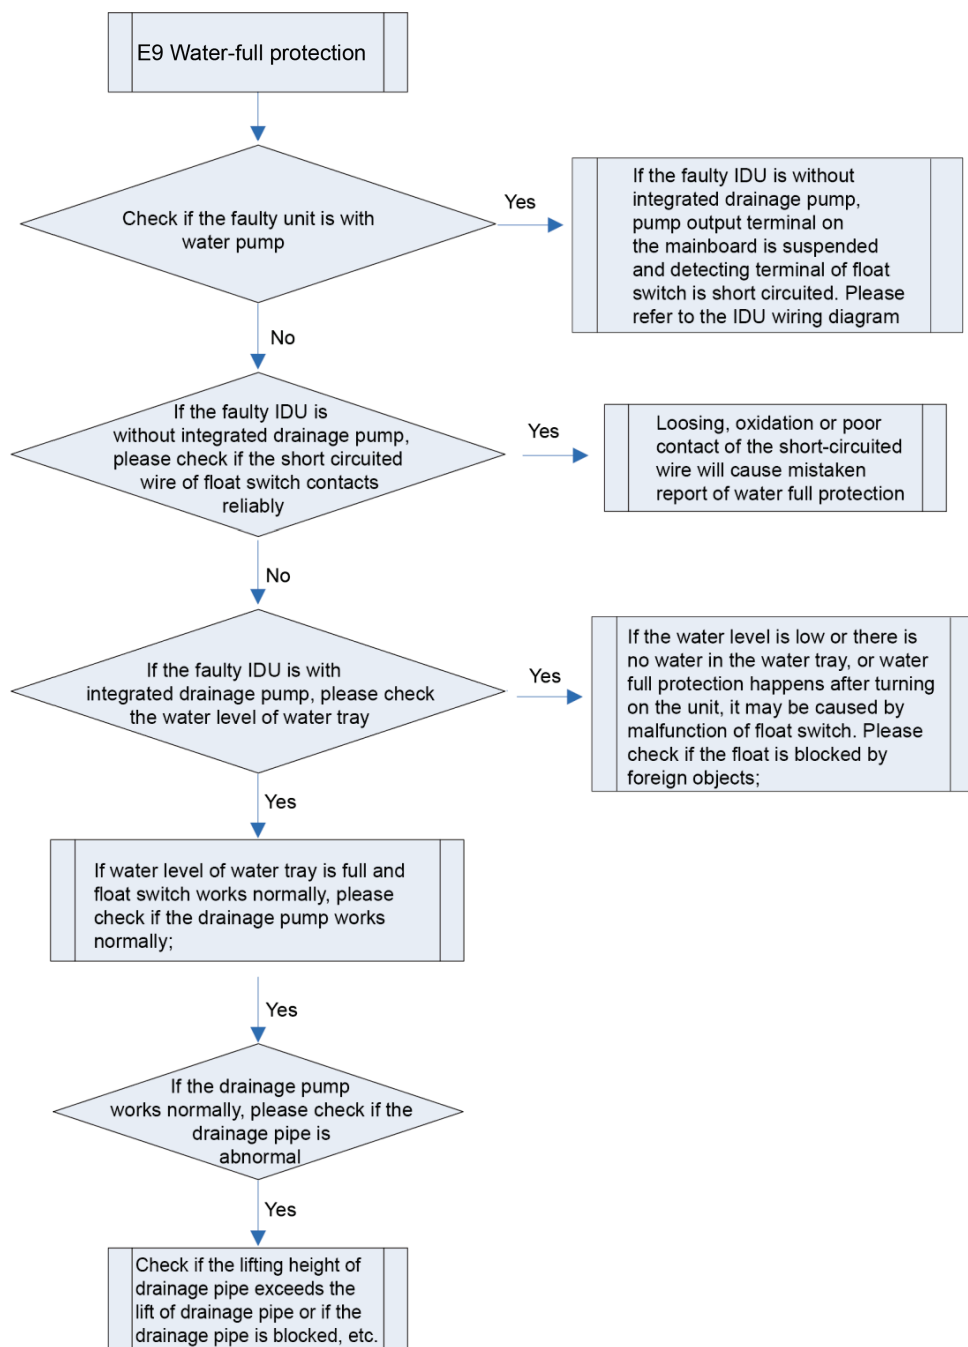 E9 Water-full protection
Check if the faulty unit is with
water pump
Yes
If the faulty IDU is without
integrated drainage pump,
pump output terminal on
the mainboard is suspended
and detecting terminal of float
switch is short circuited. Please
refer to the IDU wiring diagram
No
If the faulty IDU is
without integrated drainage pump,
please check if the short circuited
wire of float switch contacts
reliably
Yes
Loosing, oxidation or poor
contact of the short-circuited
wire will cause mistaken
report of water full protection
No
If the faulty IDU is with
integrated drainage pump, please check
the water level of water tray
Yes
If the water level is low or there is
no water in the water tray, or water
full protection happens after turning
on the unit, it may be caused by
malfunction of float switch. Please
check if the float is blocked by
foreign objects;
Yes
If water level of water tray is full and
float switch works normally, please
check if the drainage pump works
normally;
Yes
If the drainage pump
works normally, please check if the
drainage pipe is
abnormal
Yes
Check if the lifting height of
drainage pipe exceeds the
lift of drainage pipe or if the
drainage pipe is blocked, etc.